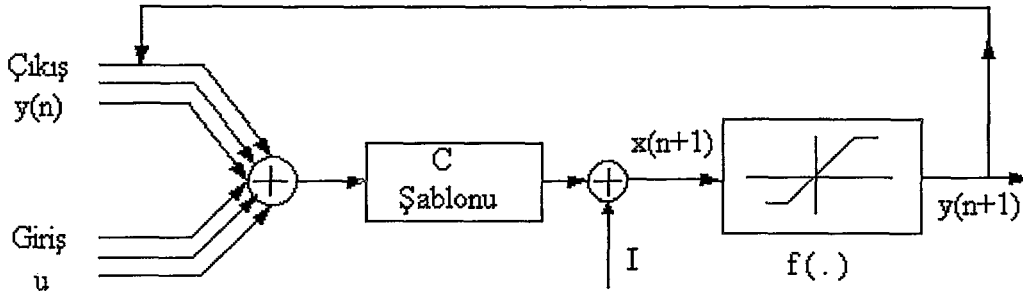 Çıkış
y(n)
C
Şablonu
x(n+1)
y(n+1)
Giriş
u
I
f(.)